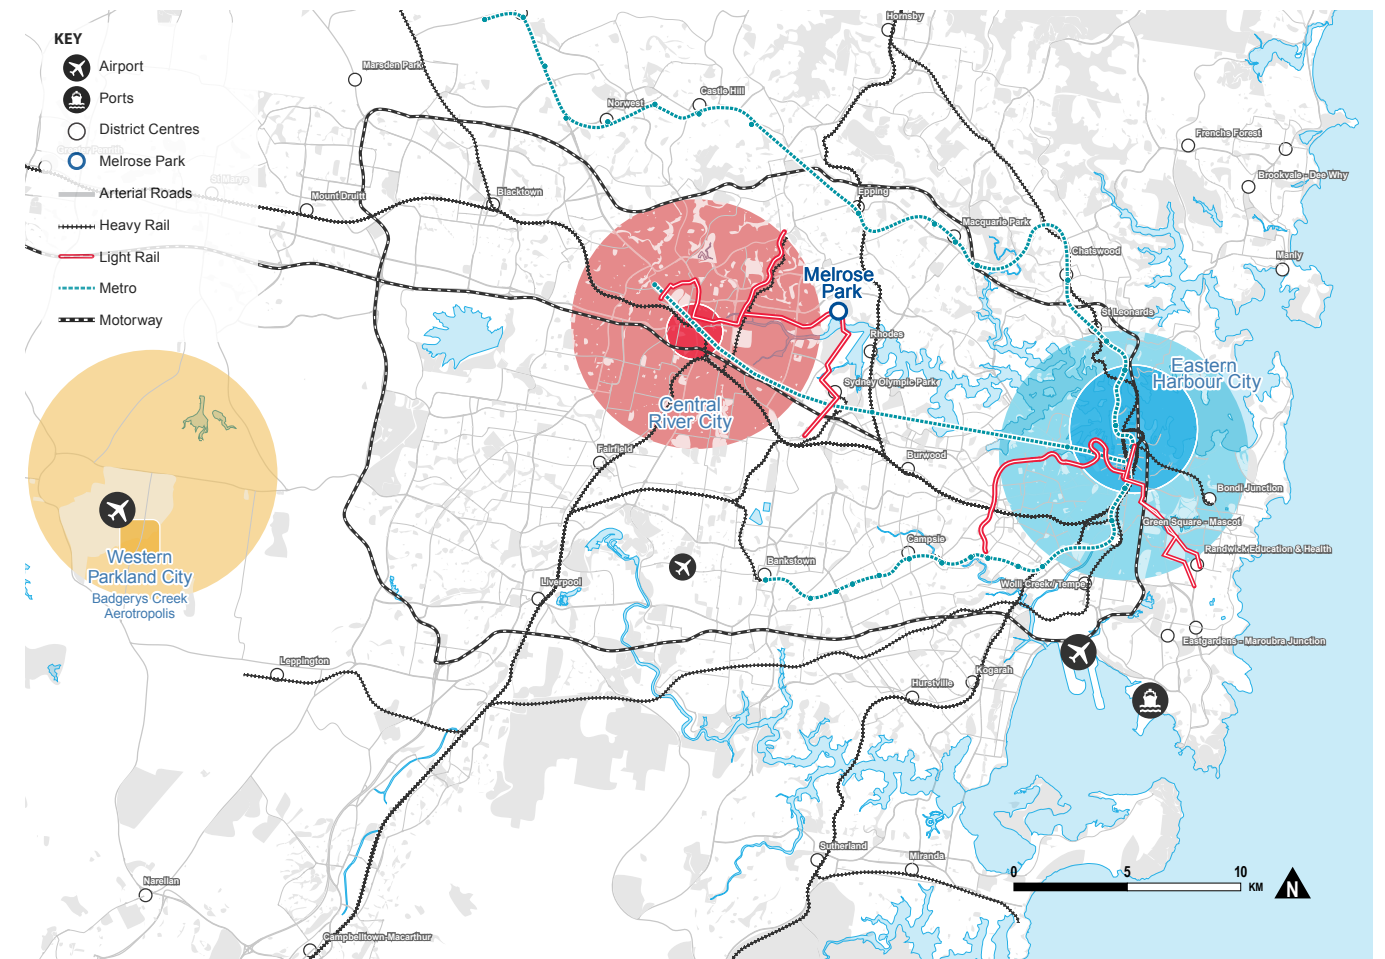 KEY
Airport
Ports
District Centres
Melrose Park
Arterial Roads
Heavy Rail
Light Rail
Metro
Motorway
Hornsby
Marsden Park
Norwest
Castle Hill
Frenchs Forest
Brookvale - Dee Why
Greater Penrith
St Marys
Mount Druitt
Blacktown
Epping
Macquarie Park
Chatswood
Manly
Melrose
Park
St Leonards
Rhodes
Sydney Olympic Park
Eastern
Harbour City
Central
River City
Fairfield
Burwood
Bondi Junction
Green Square - Mascot
Randwick Education & Health
Campsie
Bankstown
Wolli Creek / Tempe
Liverpool
Western
Parkland City
Badgerys Creek
Aerotropolis
Eastgardens - Maroubra Junction
Leppington
Hurstville
Kogarah
Sutherland
Miranda
Narellan
Campbelltown-Macarthur
0 5 10
KM
N